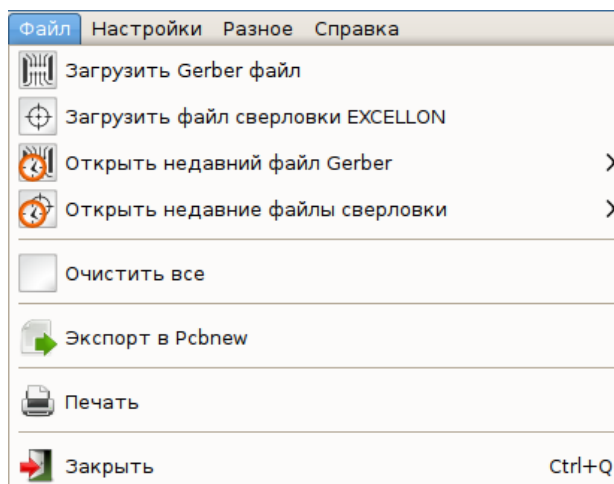 Файл Настройки Разное Справка
Загрузить Gerber файл
Загрузить файл сверловки EXCELLON
Открыть недавний файл Gerber
Открыть недавние файлы сверловки
Очистить все
Экспорт в Pcbnew
Печать
Закрыть Ctrl+Q